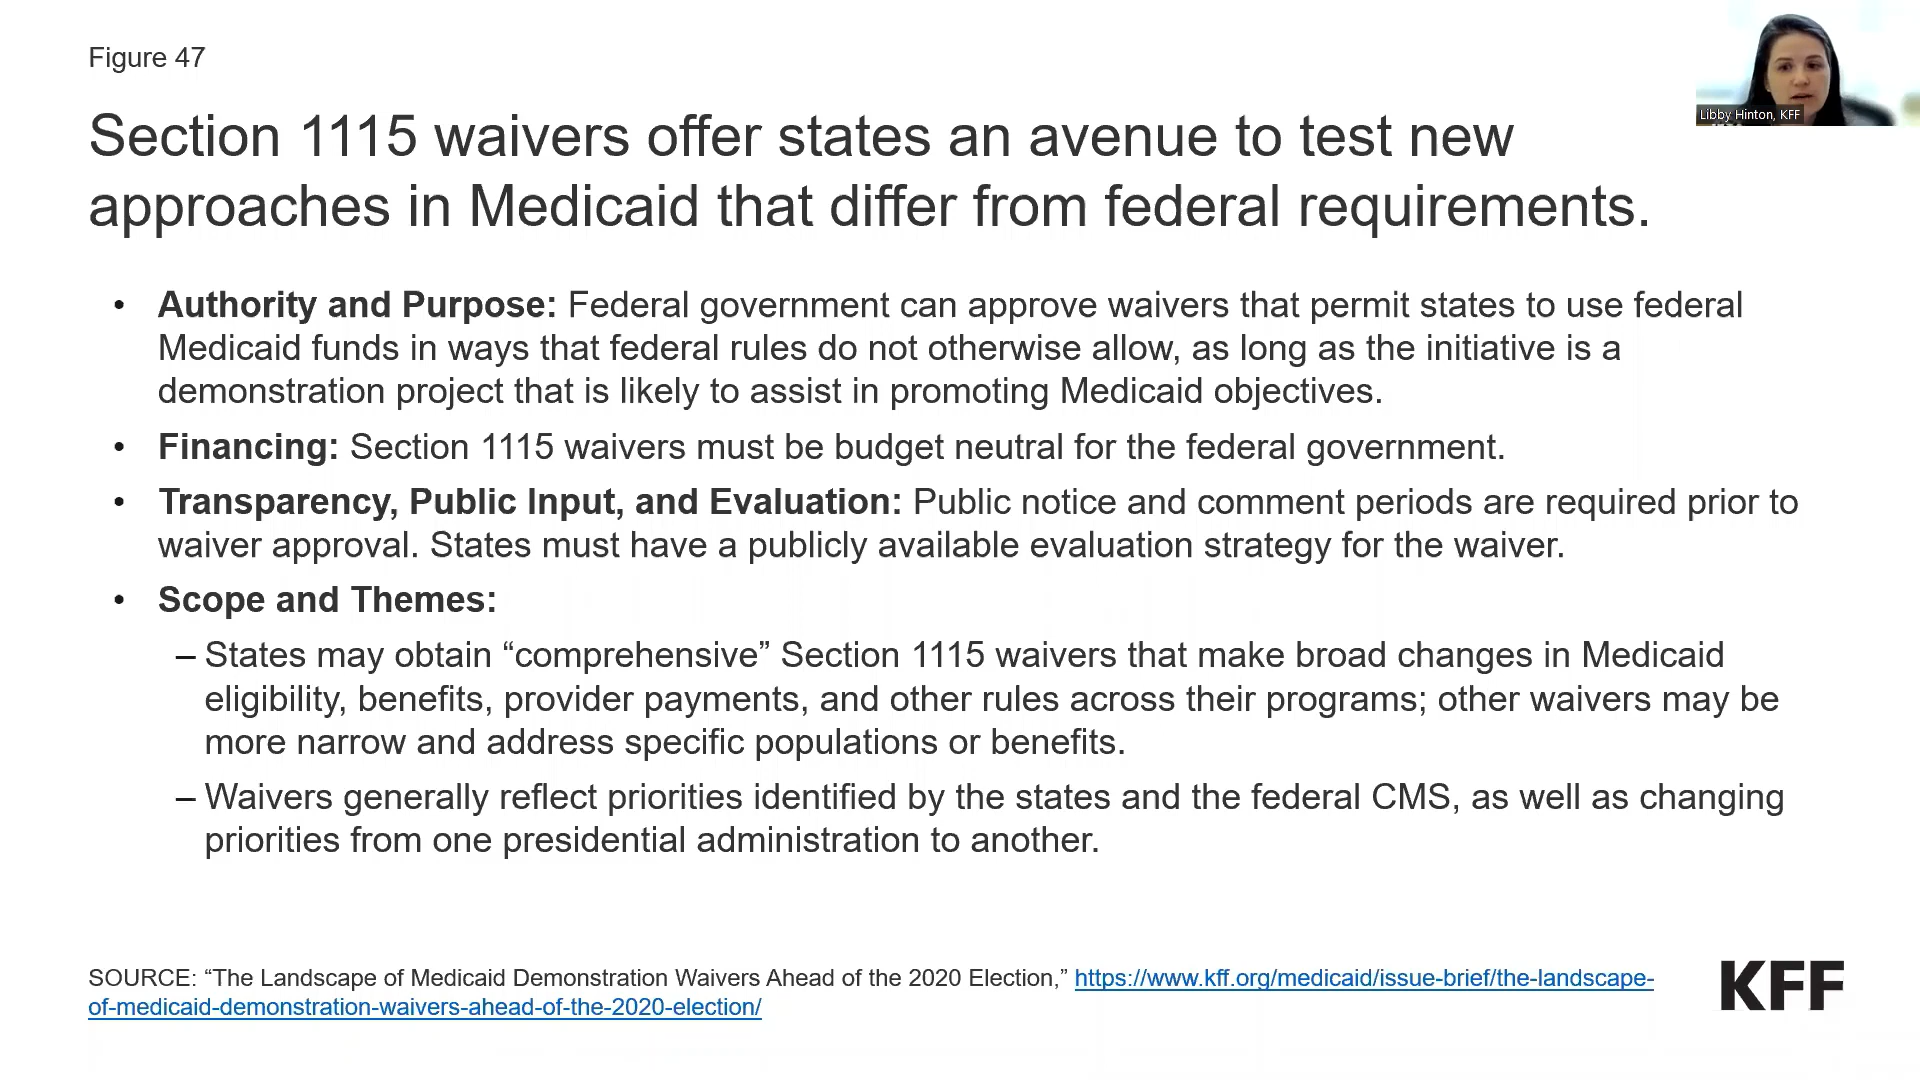 Figure 47
Libby Hinton, KFF
Section 1115 waivers offer states an avenue to test new
approaches in Medicaid that differ from federal requirements.
• Authority and Purpose: Federal government can approve waivers that permit states to use federal
Medicaid funds in ways that federal rules do not otherwise allow, as long as the initiative is a
demonstration project that is likely to assist in promoting Medicaid objectives.
• Financing: Section 1115 waivers must be budget neutral for the federal government.
• Transparency, Public Input, and Evaluation: Public notice and comment periods are required prior to
waiver approval. States must have a publicly available evaluation strategy for the waiver.
• Scope and Themes:
– States may obtain “comprehensive” Section 1115 waivers that make broad changes in Medicaid
eligibility, benefits, provider payments, and other rules across their programs; other waivers may be
more narrow and address specific populations or benefits.
– Waivers generally reflect priorities identified by the states and the federal CMS, as well as changing
priorities from one presidential administration to another.
SOURCE: “The Landscape of Medicaid Demonstration Waivers Ahead of the 2020 Election,” https://www.kff.org/medicaid/issue-brief/the-landscape-
of-medicaid-demonstration-waivers-ahead-of-the-2020-election/
KFF